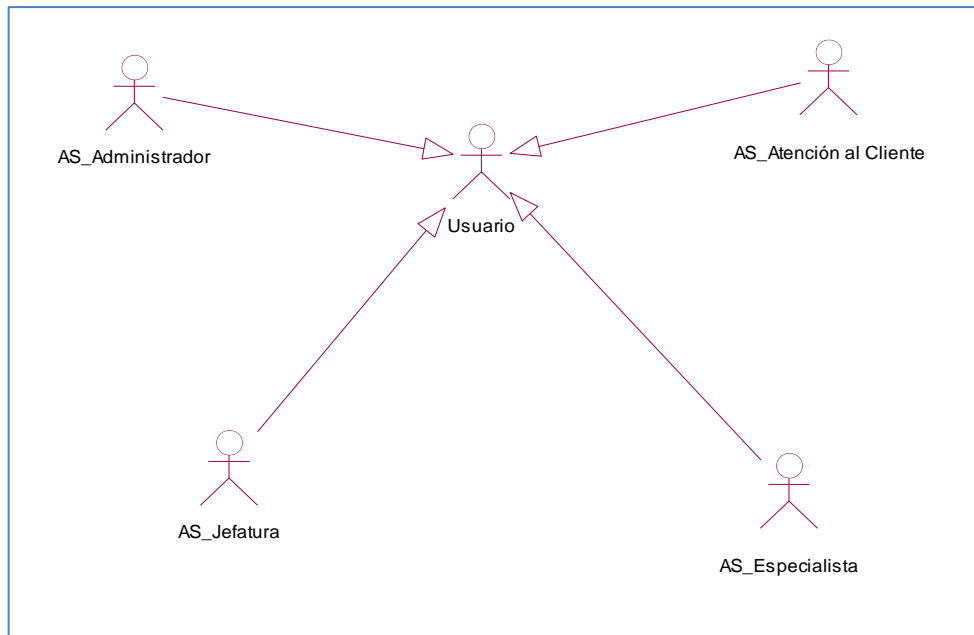 AS_Administrador
AS_Atención al Cliente
Usuario
AS_Jefatura
AS_Especialista